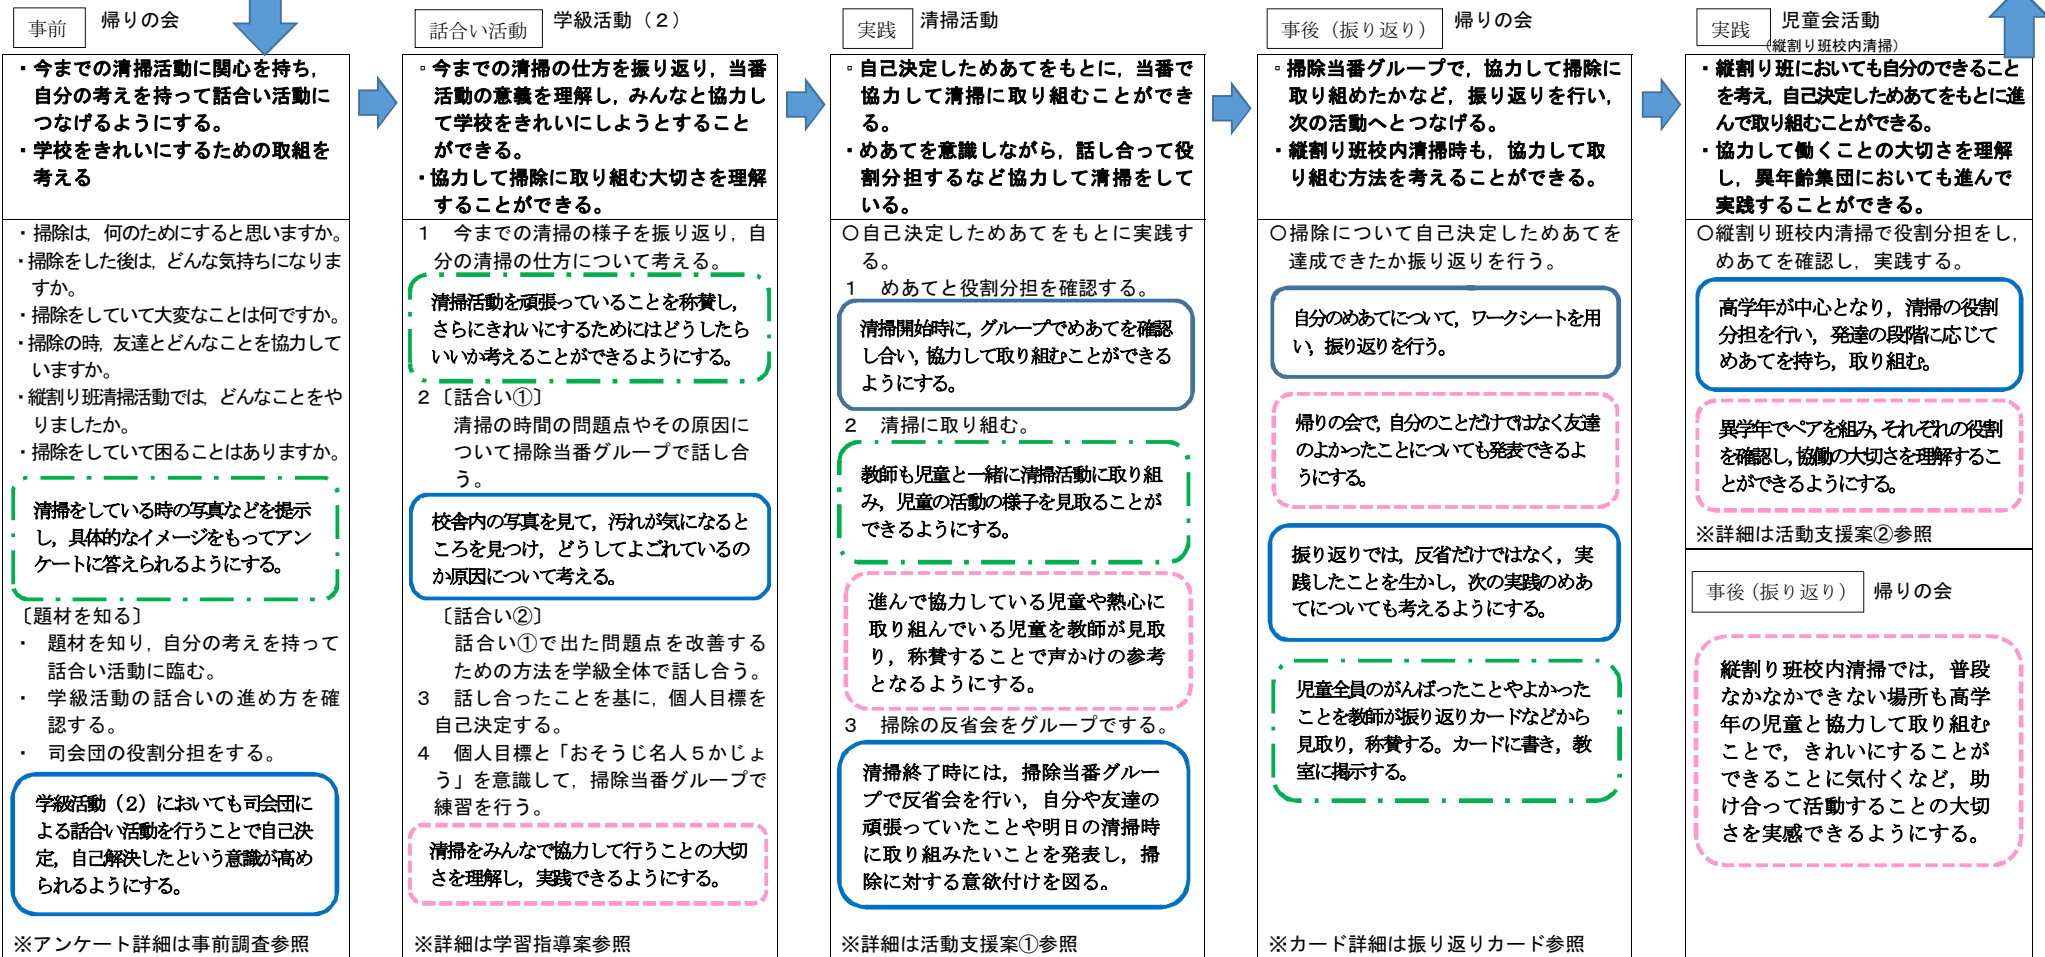 事前 帰りの会
・今までの清掃活動に関心を持ち，
自分の考えを持って話合い活動に
つなげるようにする。
・学校をきれいにするための取組を
考える
・掃除は，何のためにすると思いますか。
・掃除をした後は，どんな気持ちになりま
すか。
・掃除をしていて大変なことは何ですか。
・掃除の時，友達とどんなことを協力して
いますか。
・縦割り班清掃活動では，どんなことをや
りましたか。
・掃除をしていて困ることはありますか。
清掃をしている時の写真などを提示
し，具体的なイメージをもってアン
ケートに答えられるようにする。
〔題材を知る〕
・ 題材を知り，自分の考えを持って
話合い活動に臨む。
・ 学級活動の話合いの進め方を確
認する。
・ 司会団の役割分担をする。
学級活動（２）においても司会団に
よる話合い活動を行うことで自己決
定，自己解決したという意識が高め
られるようにする。
※アンケート詳細は事前調査参照
話合い活動 学級活動（２）
・今までの清掃の仕方を振り返り，当番
活動の意義を理解し，みんなと協力し
て学校をきれいにしようとすること
ができる。
・協力して掃除に取り組む大切さを理解
することができる。
１ 今までの清掃の様子を振り返り，自
分の清掃の仕方について考える。
清掃活動を頑張っていることを称賛し，
さらにきれいにするためにはどうしたら
いいか考えることができるようにする。
２〔話合い①〕
清掃の時間の問題点やその原因に
ついて掃除当番グループで話し合
う。
校舎内の写真を見て，汚れが気になると
ころを見つけ，どうしてよごれているの
か原因について考える。
〔話合い②〕
話合い①で出た問題点を改善する
ための方法を学級全体で話し合う。
３ 話し合ったことを基に，個人目標を
自己決定する。
４ 個人目標と「おそうじ名人５かじょ
う」を意識して，掃除当番グループで
練習を行う。
清掃をみんなで協力して行うことの大切
さを理解し，実践できるようにする。
※詳細は学習指導案参照
実践 清掃活動
・自己決定しためあてをもとに，当番で
協力して清掃に取り組むことができ
る。
・めあてを意識しながら，話し合って役
割分担するなど協力して清掃をして
いる。
〇自己決定しためあてをもとに実践す
る。
１ めあてと役割分担を確認する。
清掃開始時に，グループでめあてを確認
し合い，協力して取り組むことができる
ようにする。
２ 清掃に取り組む。
教師も児童と一緒に清掃活動に取り組
み，児童の活動の様子を見取ることが
できるようにする。
進んで協力している児童や熱心に
取り組んでいる児童を教師が見取
り，称賛することで声かけの参考
となるようにする。
３ 掃除の反省会をグループでする。
清掃終了時には，掃除当番グルー
プで反省会を行い，自分や友達の
頑張っていたことや明日の清掃時
に取り組みたいことを発表し，掃
除に対する意欲付けを図る。
※詳細は活動支援案①参照
事後（振り返り） 帰りの会
・掃除当番グループで，協力して掃除に
取り組めたかなど，振り返りを行い，
次の活動へとつなげる。
・縦割り班校内清掃時も，協力して取
り組む方法を考えることができる。
〇掃除について自己決定しためあてを
達成できたか振り返りを行う。
自分のめあてについて，ワークシートを用
い，振り返りを行う。
帰りの会で，自分のことだけではなく友達
のよかったことについても発表できるよ
うにする。
振り返りでは，反省だけではなく，実
践したことを生かし，次の実践のめあ
てについても考えるようにする。
児童全員のがんばったことやよかった
ことを教師が振り返りカードなどから
見取り，称賛する。カードに書き，教
室に掲示する。
※カード詳細は振り返りカード参照
実践 児童会活動
（縦割り班校内清掃）
・縦割り班においても自分のできること
を考え，自己決定しためあてをもとに進
んで取り組むことができる。
・協力して働くことの大切さを理解
し，異年齢集団においても進んで
実践することができる。
〇縦割り班校内清掃で役割分担をし，
めあてを確認し，実践する。
高学年が中心となり，清掃の役割
分担を行い，発達の段階に応じて
めあてを持ち，取り組む。
異学年でペアを組み，それぞれの役割
を確認し，協働の大切さを理解するこ
とができるようにする。
※詳細は活動支援案②参照
事後（振り返り） 帰りの会
縦割り班校内清掃では，普段
なかなかできない場所も高学
年の児童と協力して取り組む
ことで，きれいにすることが
できることに気付くなど，助
け合って活動することの大切
さを実感できるようにする。